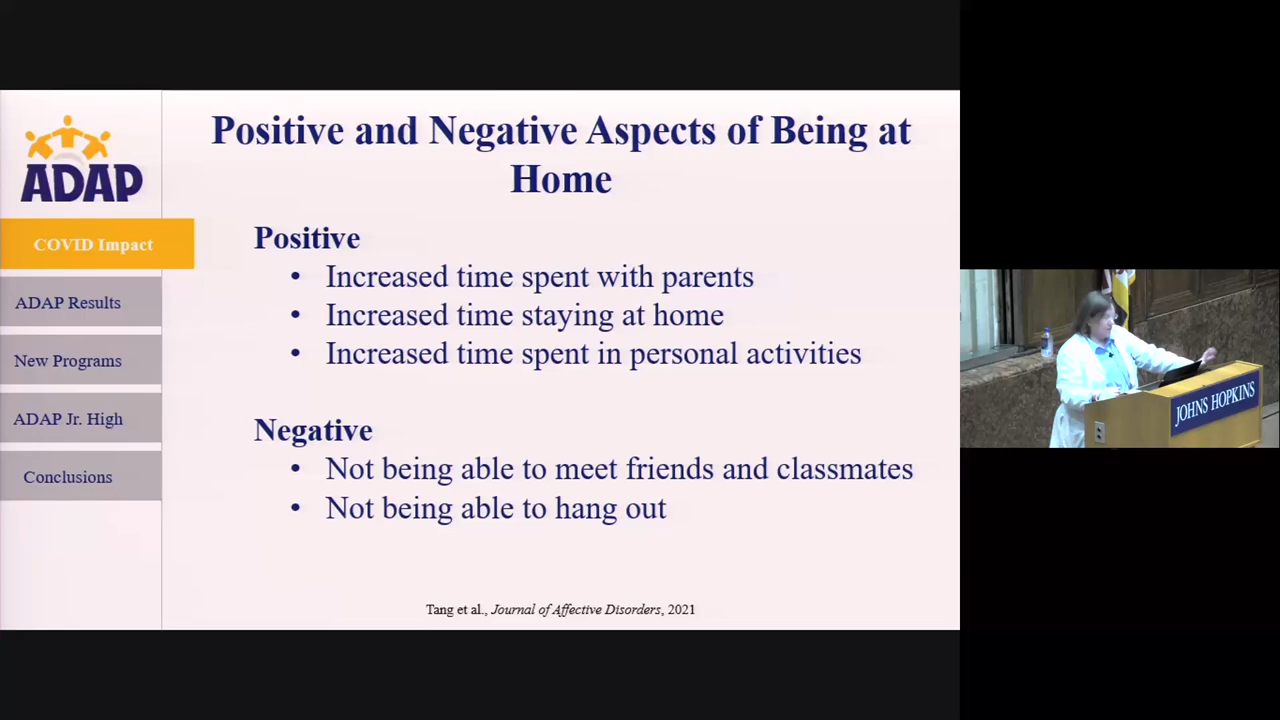 ADAP
COVID Impact
ADAP Results
New Programs
ADAP Jr. High
Conclusions
Positive and Negative Aspects of Being at
Home
Positive
• Increased time spent with parents
• Increased time staying at home
• Increased time spent in personal activities
Negative
• Not being able to meet friends and classmates
• Not being able to hang out
Tang et al., Journal of Affective Disorders, 2021
JOHNS HOPKINS